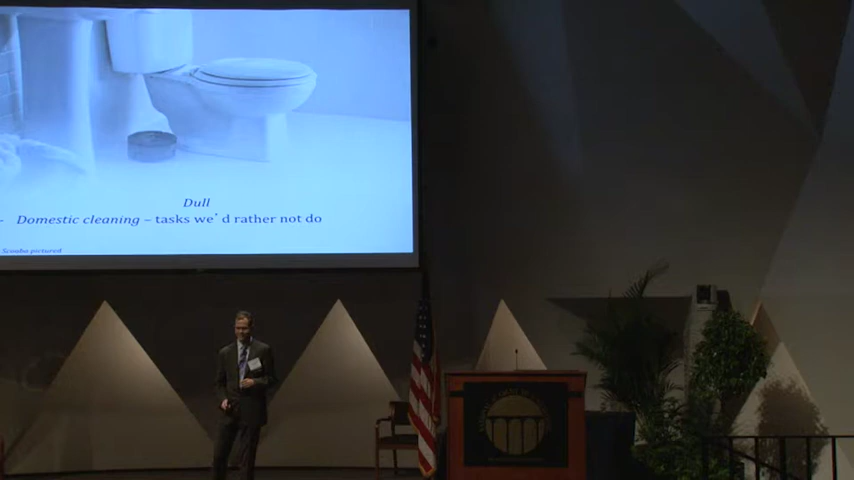 Dull
- Domestic cleaning – tasks we'd rather not do
Scooba pictured